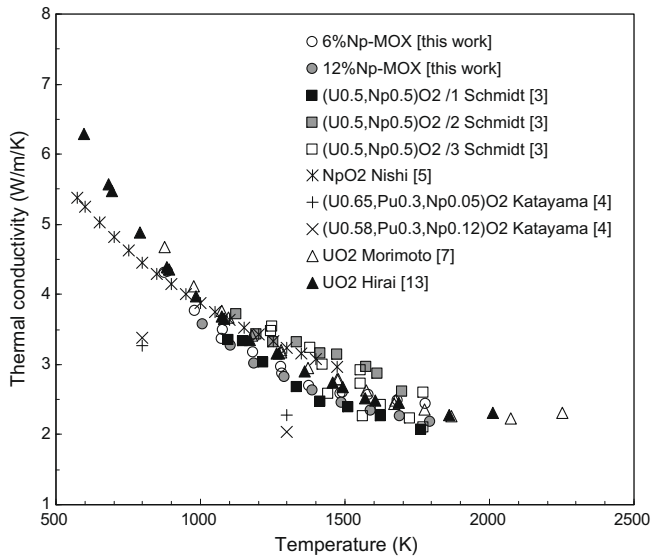 8
7
6
5
4
3
2
1
Thermal conductivity (W/m/K)
6%Np-MOX [this work]
12%Np-MOX [this work]
(U0.5,Np0.5)O2 /1 Schmidt [3]
(U0.5,Np0.5)O2 /2 Schmidt [3]
(U0.5,Np0.5)O2 /3 Schmidt [3]
NpO2 Nishi [5]
(U0.65,Pu0.3,Np0.05)O2 Katayama [4]
(U0.58,Pu0.3,Np0.12)O2 Katayama [4]
UO2 Morimoto [7]
UO2 Hirai [13]
500 1000 1500 2000 2500
Temperature (K)